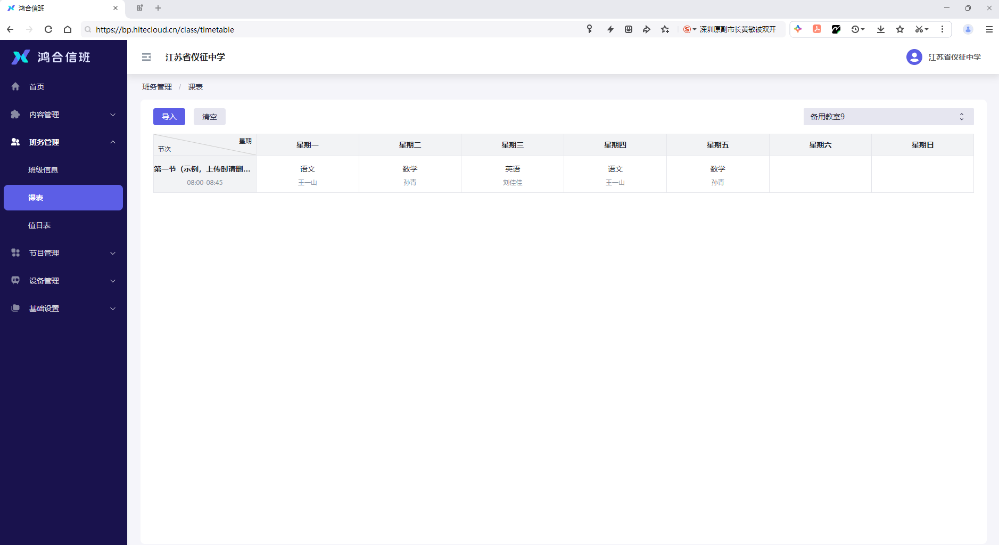 鸿合信班
https://bp.hitecloud.cn/class/timetable
深圳原副市长黄敏被双开
鸿合信班
江苏省仪征中学
江苏省仪征中学
首页
内容管理
班务管理
班级信息
课表
值日表
节目管理
设备管理
基础设置
班务管理 / 课表
导入 清空 备用教室9
星期 节次 星期一 星期二 星期三 星期四 星期五 星期六 星期日
第一节（示例，上传时请删... 语文 数学 英语 语文 数学
08:00-08:45 王一山 孙青 刘佳佳 王一山 孙青